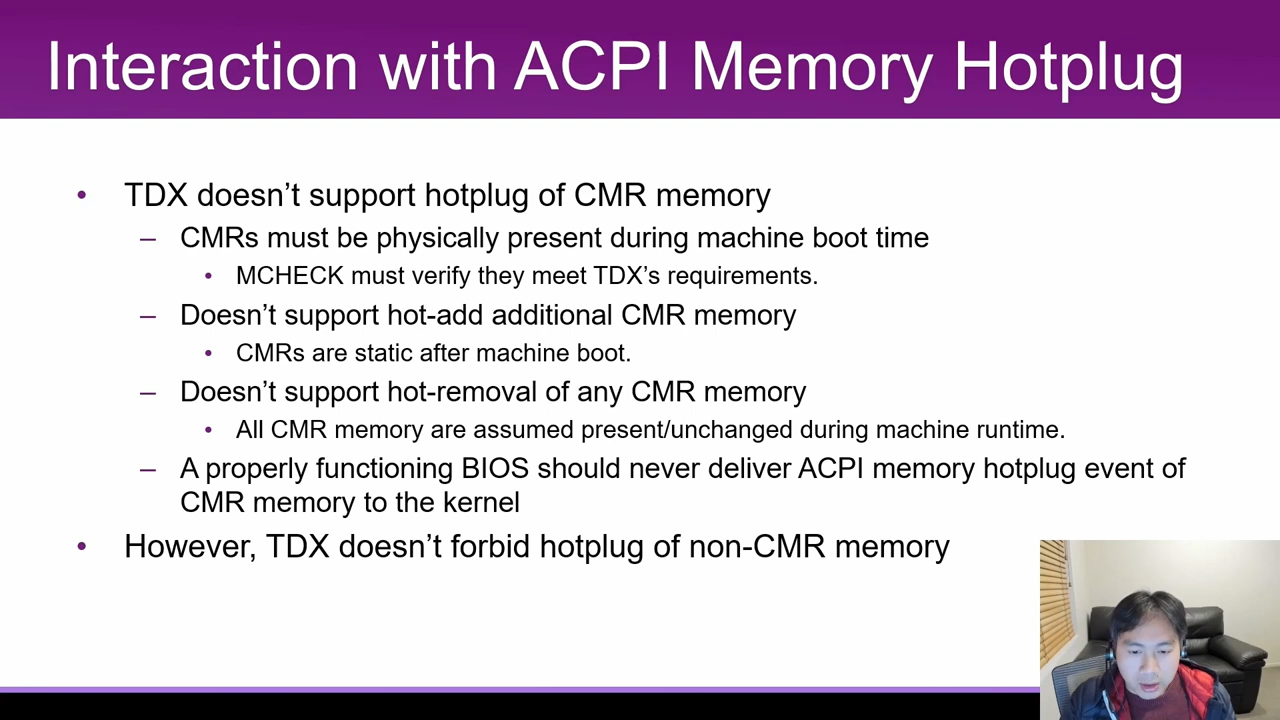 Interaction with ACPI Memory Hotplug
• TDX doesn’t support hotplug of CMR memory
– CMRs must be physically present during machine boot time
• MCHECK must verify they meet TDX’s requirements.
– Doesn’t support hot-add additional CMR memory
• CMRs are static after machine boot.
– Doesn’t support hot-removal of any CMR memory
• All CMR memory are assumed present/unchanged during machine runtime.
– A properly functioning BIOS should never deliver ACPI memory hotplug event of
CMR memory to the kernel
• However, TDX doesn’t forbid hotplug of non-CMR memory